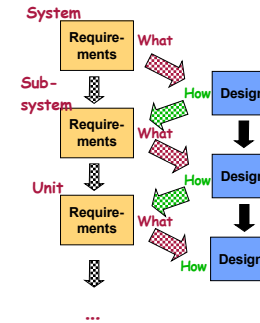 System
Require-
ments
What
Sub-
system
How
Design
Require-
ments
What
How
Design
Unit
Require-
ments
What
How
Design
...